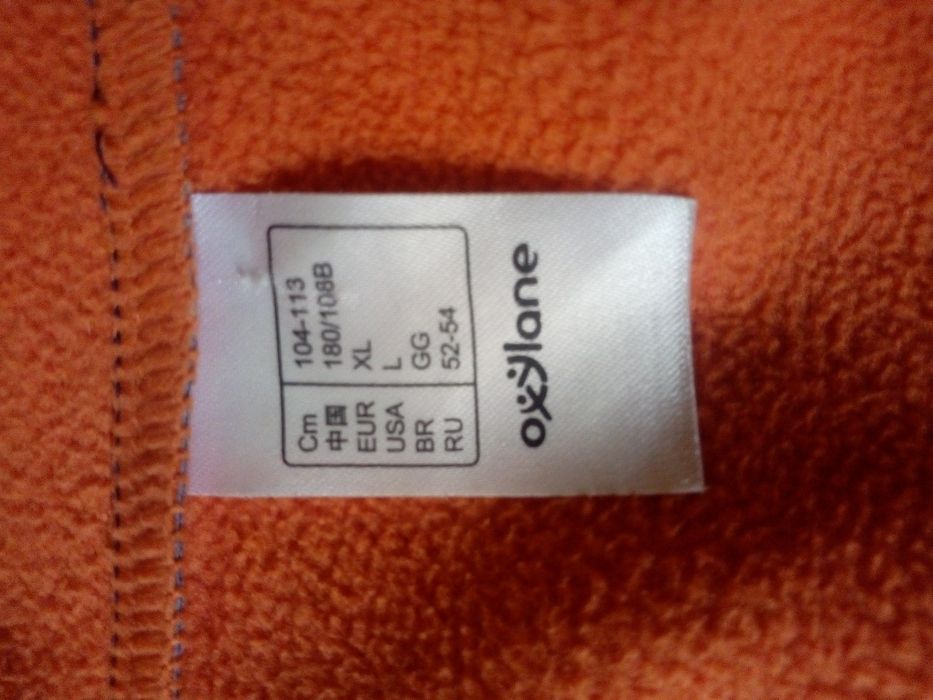 Cm 104-113
中国 180/108B
EUR XL
USA L
BR GG
RU 52-54
oxylane